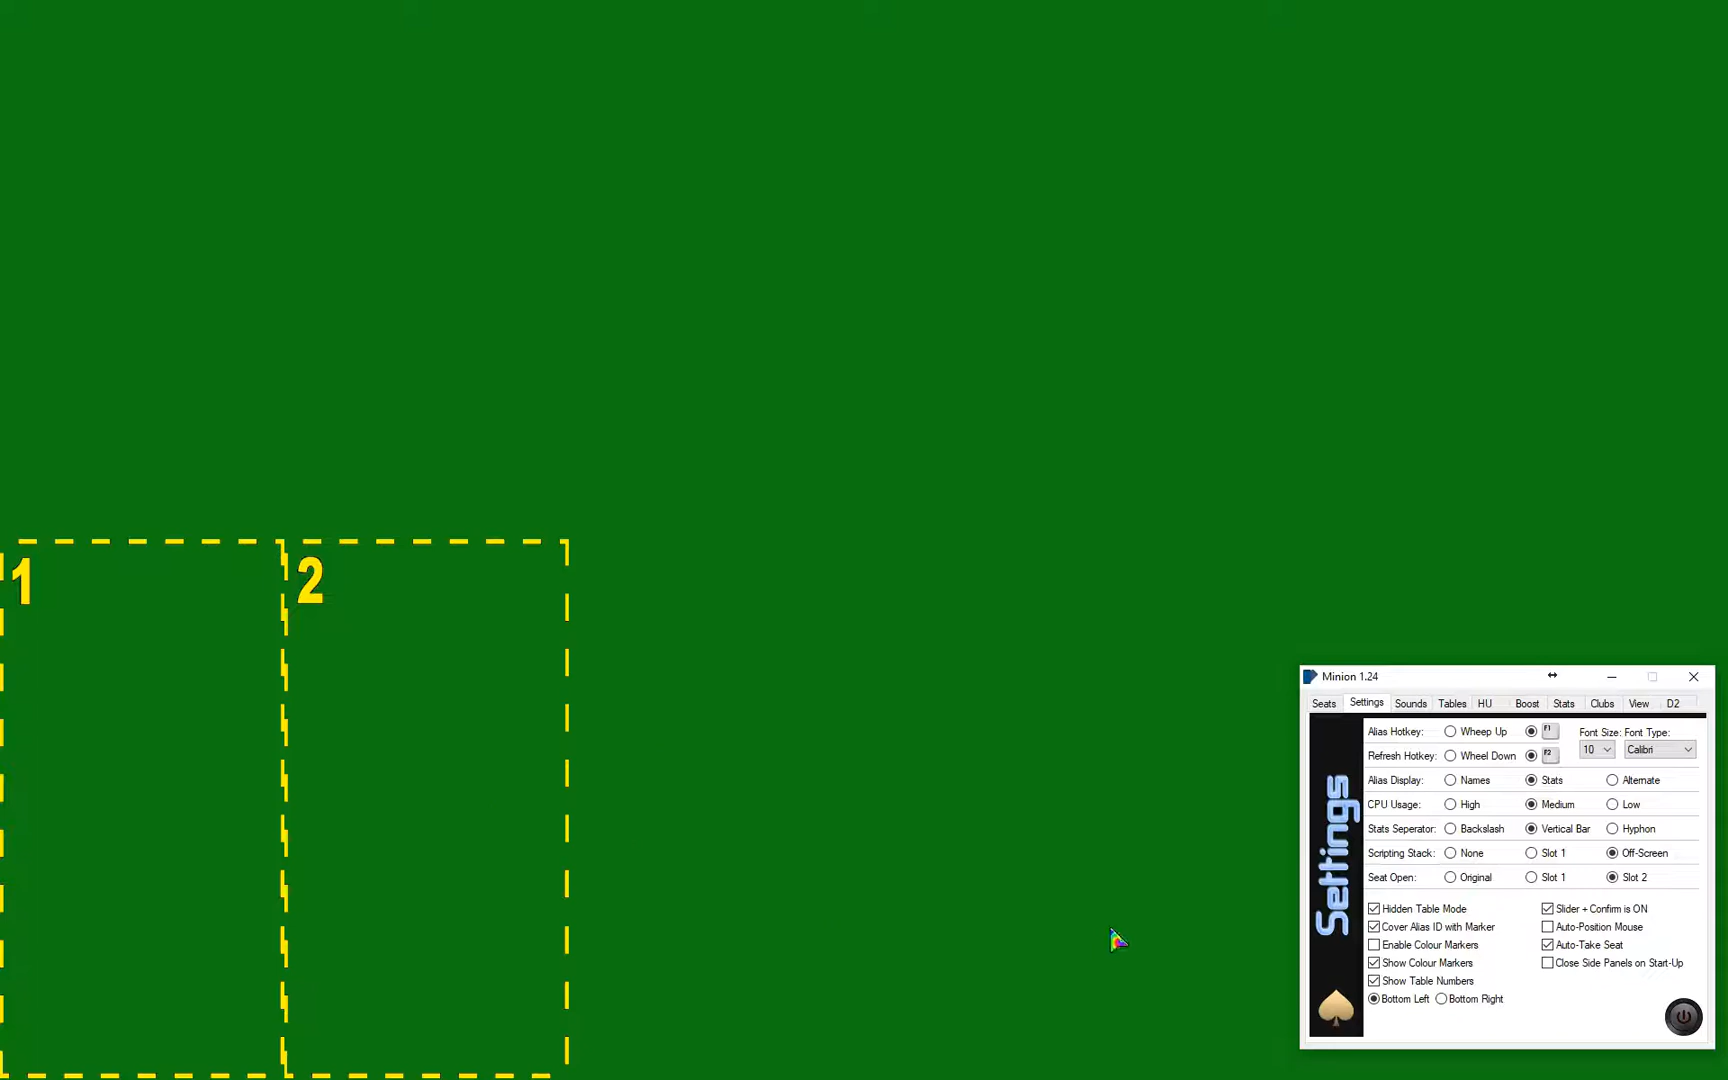 1
2
Minion 1.24
Seats Settings Sounds Tables HU Boost Stats Clubs View D2
Settings
Alias Hotkey: Wheep Up F1 Font Size: Font Type:
10 Calibri
Refresh Hotkey: Wheel Down F2
Alias Display: Names Stats Alternate
CPU Usage: High Medium Low
Stats Seperator: Backslash Vertical Bar Hyphon
Scripting Stack: None Slot 1 Off-Screen
Seat Open: Original Slot 1 Slot 2
Hidden Table Mode Slider + Confirm is ON
Cover Alias ID with Marker Auto-Position Mouse
Enable Colour Markers Auto-Take Seat
Show Colour Markers Close Side Panels on Start-Up
Show Table Numbers
Bottom Left Bottom Right